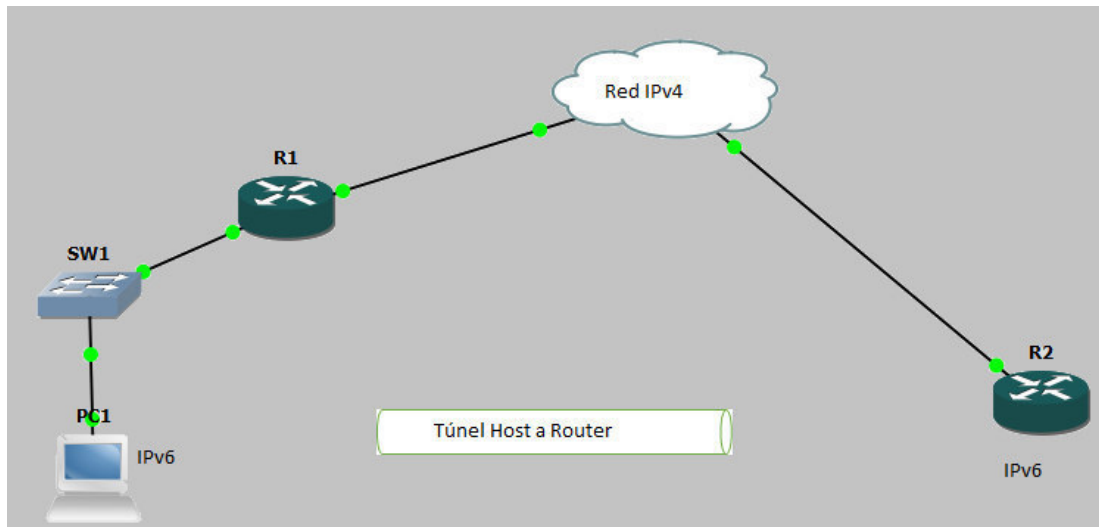 Red IPv4
R1
SW1
R2
PC1
Túnel Host a Router
IPv6
IPv6